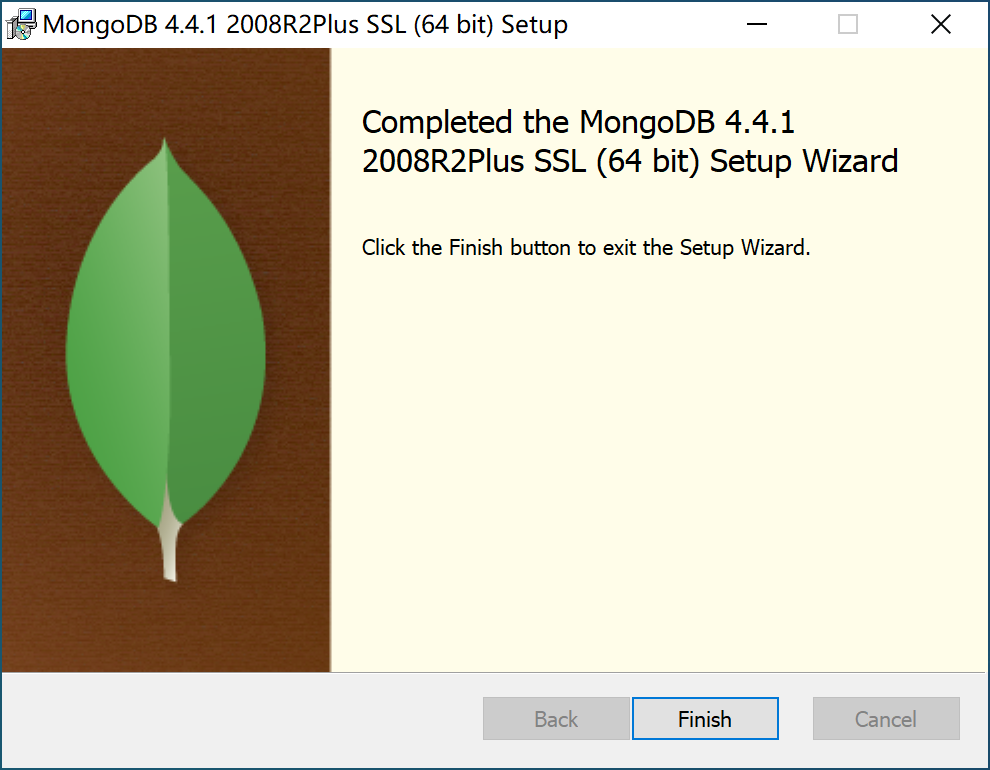 MongoDB 4.4.1 2008R2Plus SSL (64 bit) Setup
Completed the MongoDB 4.4.1
2008R2Plus SSL (64 bit) Setup Wizard
Click the Finish button to exit the Setup Wizard.
Back
Finish
Cancel